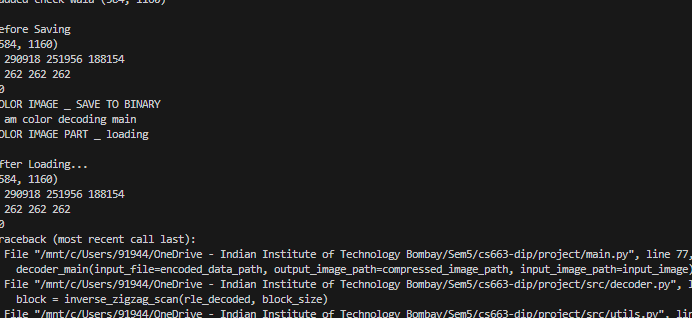 added check wala (584, 1160)
efore Saving
584, 1160)
290918 251956 188154
262 262 262
0
OLOR IMAGE _ SAVE TO BINARY
am color decoding main
OLOR IMAGE PART _ loading
fter Loading...
584, 1160)
290918 251956 188154
262 262 262
0
raceback (most recent call last):
File "/mnt/c/Users/91944/OneDrive - Indian Institute of Technology Bombay/Sem5/cs663-dip/project/main.py", line 77,
decoder_main(input_file=encoded_data_path, output_image_path=compressed_image_path, input_image_path=input_image)
File "/mnt/c/Users/91944/OneDrive - Indian Institute of Technology Bombay/Sem5/cs663-dip/project/src/decoder.py", l
block = inverse_zigzag_scan(rle_decoded, block_size)
File "/mnt/c/Users/91944/OneDrive - Indian Institute of Technology Bombay/Sem5/cs663-dip/project/src/utils.py", lin